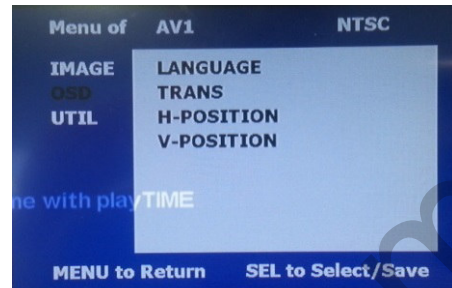 Menu of AV1 NTSC
IMAGE
OSD
UTIL
LANGUAGE
TRANS
H-POSITION
V-POSITION
me with playTIME
MENU to Return SEL to Select/Save